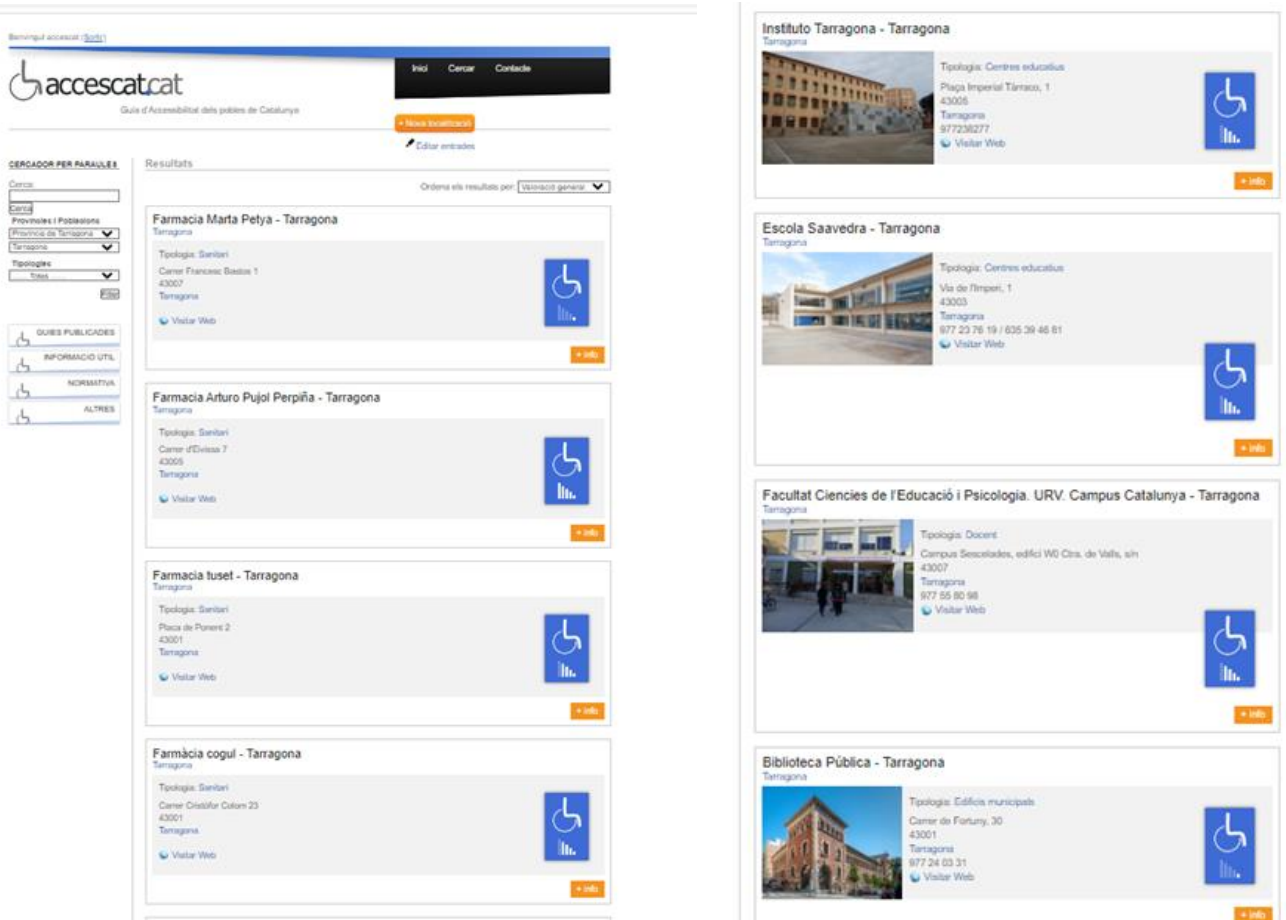 Benvingut accescat (Sortir)
accescat.cat
Guia d'Accessibilitat dels pobles de Catalunya
Inici Cercar Contacte
+ Nova localització
Editar entrades
CERCADOR PER PARAULES
Cerca:
Cerca
Províncies i Poblacions
Província de Tarragona
Tarragona
Tipologies
Totes
Filtrar
GUIES PUBLICADES
INFORMACIÓ ÚTIL
NORMATIVA
ALTRES
Resultats
Ordena els resultats per: Valoració general
Farmacia Marta Petya - Tarragona
Tarragona
Tipologia: Sanitari
Carrer Francesc Bastos 1
43007
Tarragona
Visitar Web
+ info
Farmacia Arturo Pujol Perpiña - Tarragona
Tarragona
Tipologia: Sanitari
Carrer d'Eivissa 7
43005
Tarragona
Visitar Web
+ info
Farmacia tuset - Tarragona
Tarragona
Tipologia: Sanitari
Placa de Ponent 2
43001
Tarragona
Visitar Web
+ info
Farmàcia cogul - Tarragona
Tarragona
Tipologia: Sanitari
Carrer Cristòfor Colom 23
43001
Tarragona
Visitar Web
+ info
Instituto Tarragona - Tarragona
Tarragona
Tipologia: Centres educatius
Plaça Imperial Tàrraco, 1
43005
Tarragona
977238277
Visitar Web
+ info
Escola Saavedra - Tarragona
Tarragona
Tipologia: Centres educatius
Via de l'Imperi, 1
43003
Tarragona
977 23 76 19 / 635 39 46 81
Visitar Web
+ info
Facultat Ciencies de l'Educació i Psicologia. URV. Campus Catalunya - Tarragona
Tarragona
Tipologia: Docent
Campus Sescelades, edifici W0 Ctra. de Valls, s/n
43007
Tarragona
977 55 80 98
Visitar Web
+ info
Biblioteca Pública - Tarragona
Tarragona
Tipologia: Edificis municipals
Carrer de Fortuny, 30
43001
Tarragona
977 24 03 31
Visitar Web
+ info